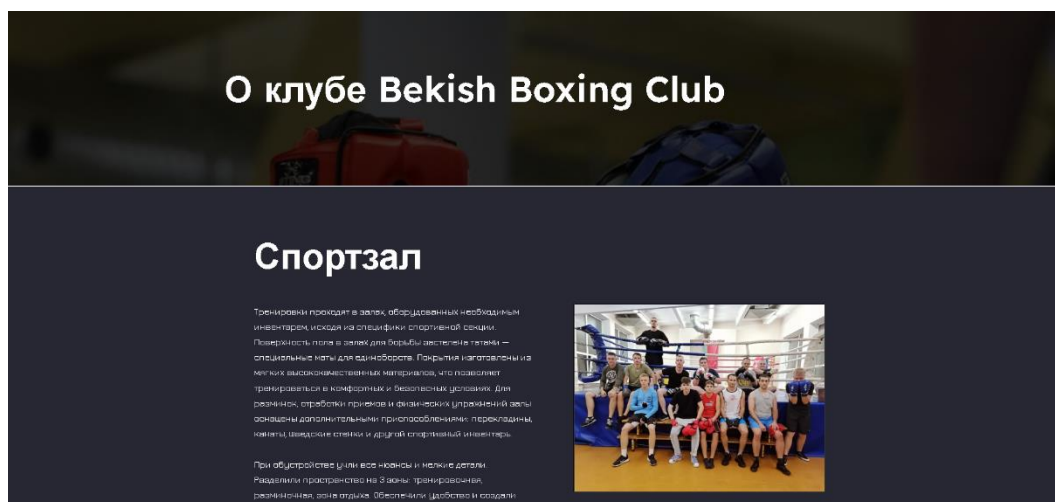 О клубе Bekish Boxing Club
Спортзал
Тренировки проходят в залах, оборудованных необходимым
инвентарем, исходя из специфики спортивной секции.
Поверхность пола в залах для борьбы застелена татами —
специальные маты для единоборств. Покрытия изготовлены из
мягких высококачественных материалов, что позволяет
тренироваться в комфортных и безопасных условиях. Для
разминок, отработки приемов и физических упражнений залы
оснащены дополнительными приспособлениями: перекладины,
канаты, шведские стенки и другой спортивный инвентарь.
При обустройстве учли все нюансы и мелкие детали.
Разделили пространство на 3 зоны: тренировочная,
разминочная, зона отдыха. Обеспечили удобство и создали